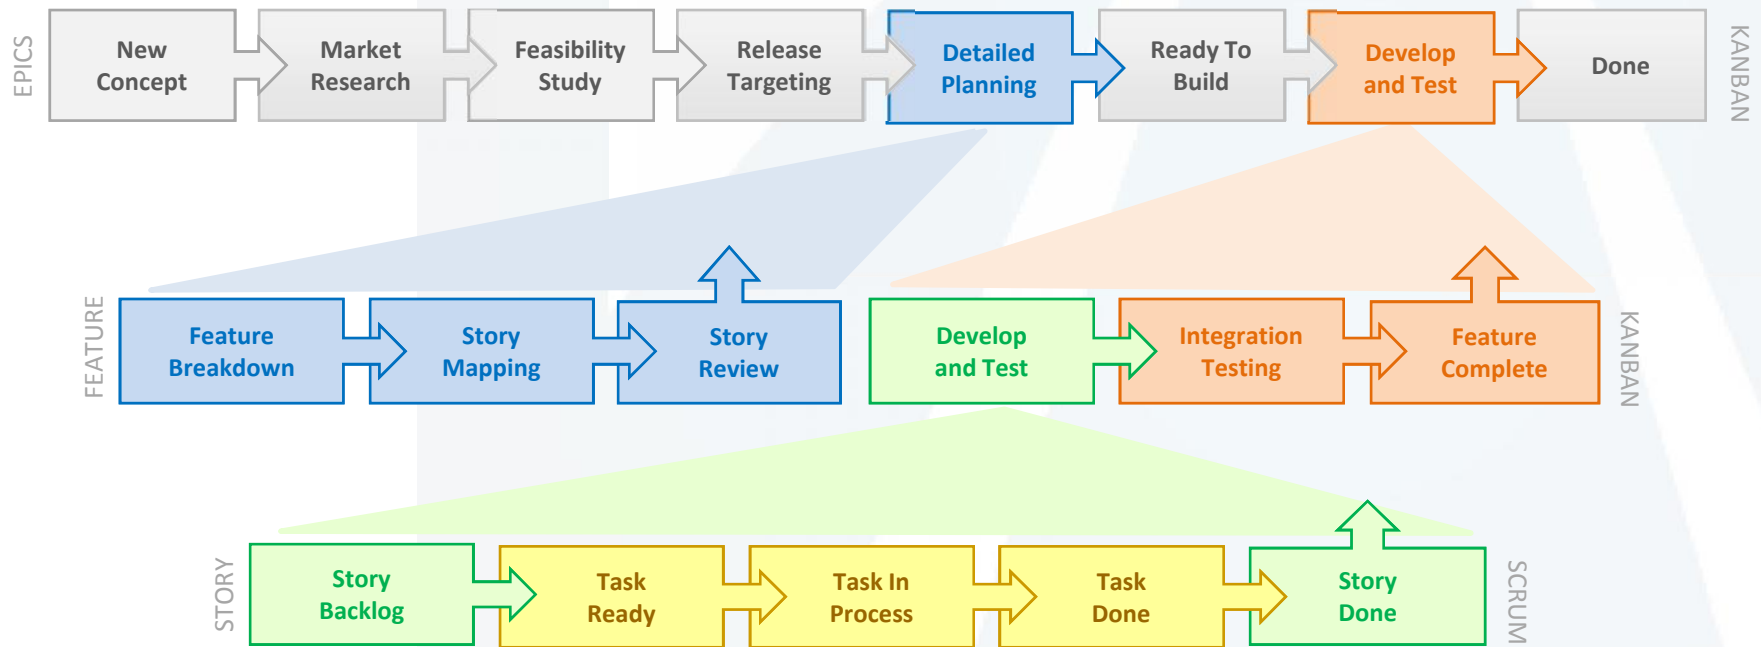 EPICS
New
Concept
Market
Research
Feasibility
Study
Release
Targeting
Detailed
Planning
Ready To
Build
Develop
and Test
Done
KANBAN
FEATURE
Feature
Breakdown
Story
Mapping
Story
Review
Develop
and Test
Integration
Testing
Feature
Complete
KANBAN
STORY
Story
Backlog
Task
Ready
Task In
Process
Task
Done
Story
Done
SCRUM